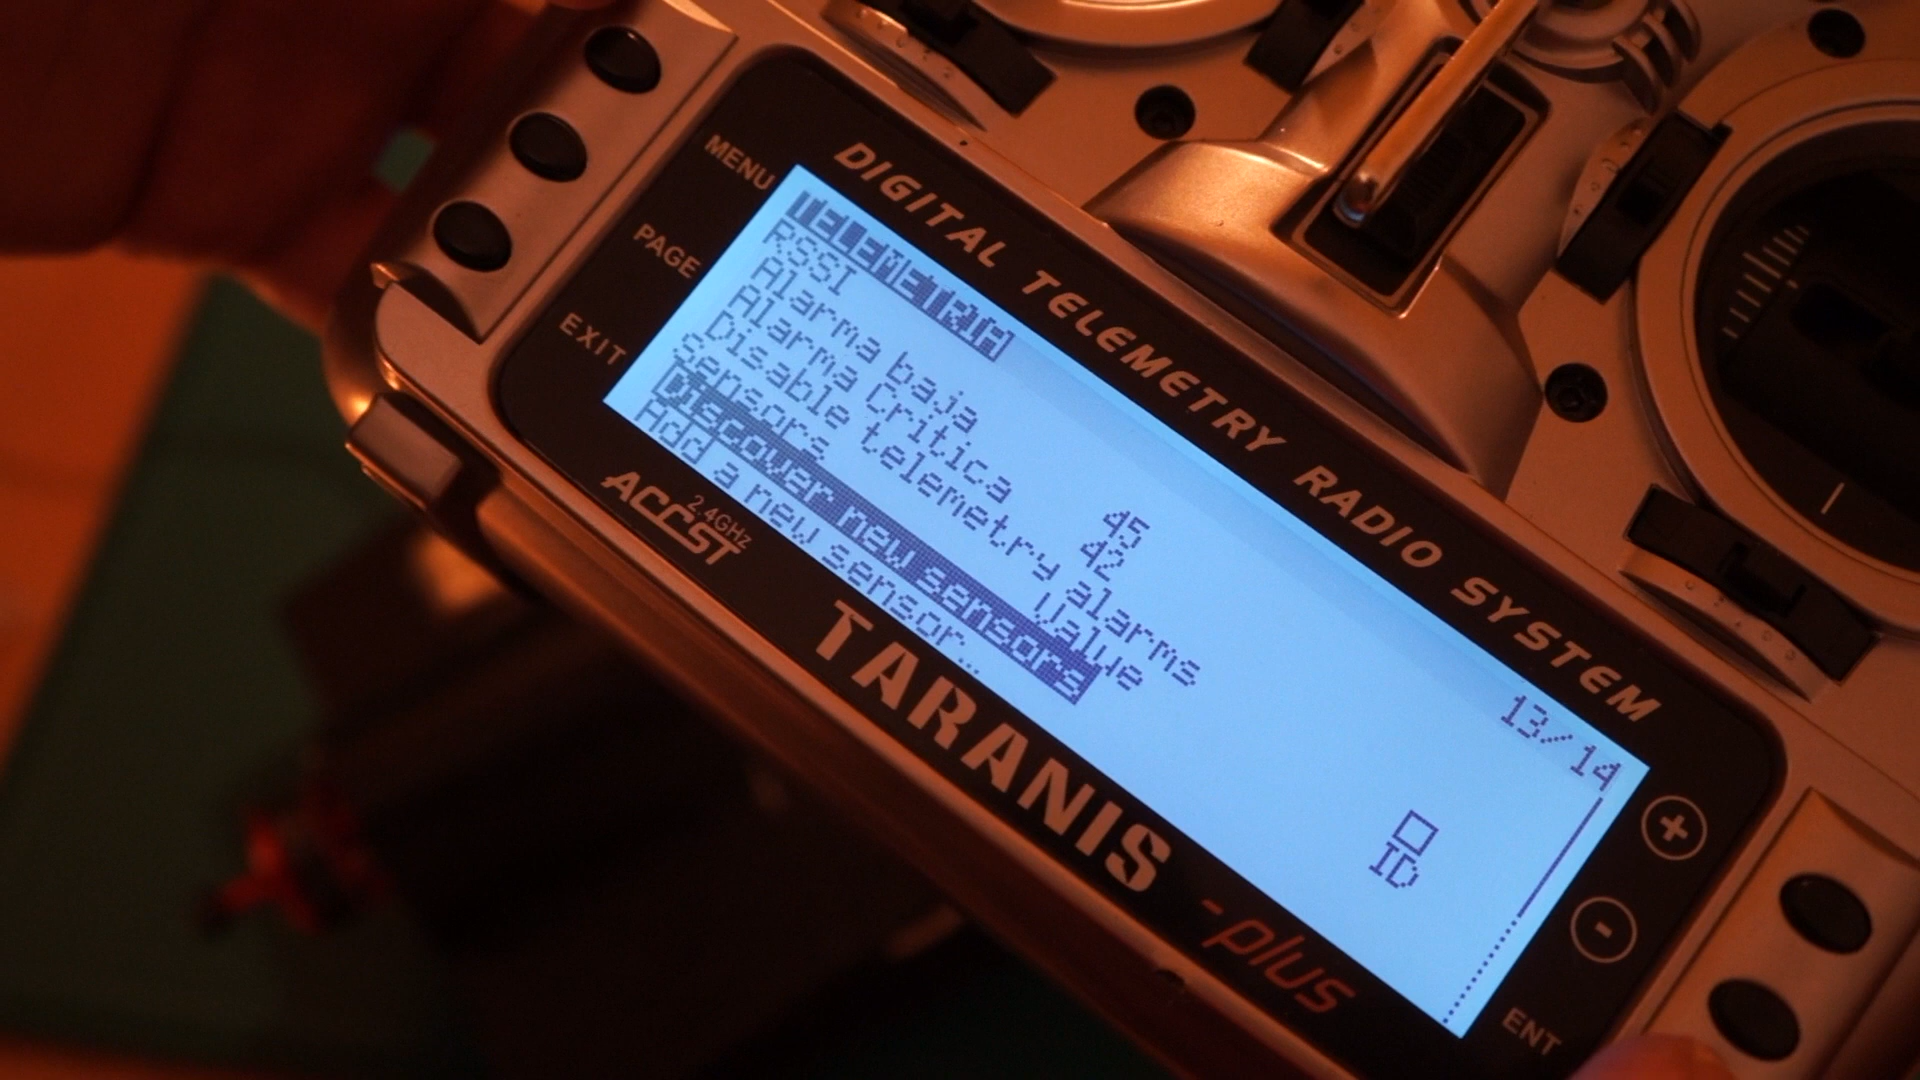 DIGITAL TELEMETRY RADIO SYSTEM
MENU
PAGE
EXIT
TELEMETRIA 13/14
RSSI
Alarma baja 45
Alarma Critica 42
Disable telemetry alarms
Sensors Value ID
Discover new sensors
Add a new sensor...
ACCST 2.4GHz
TARANIS -plus
+
-
ENT